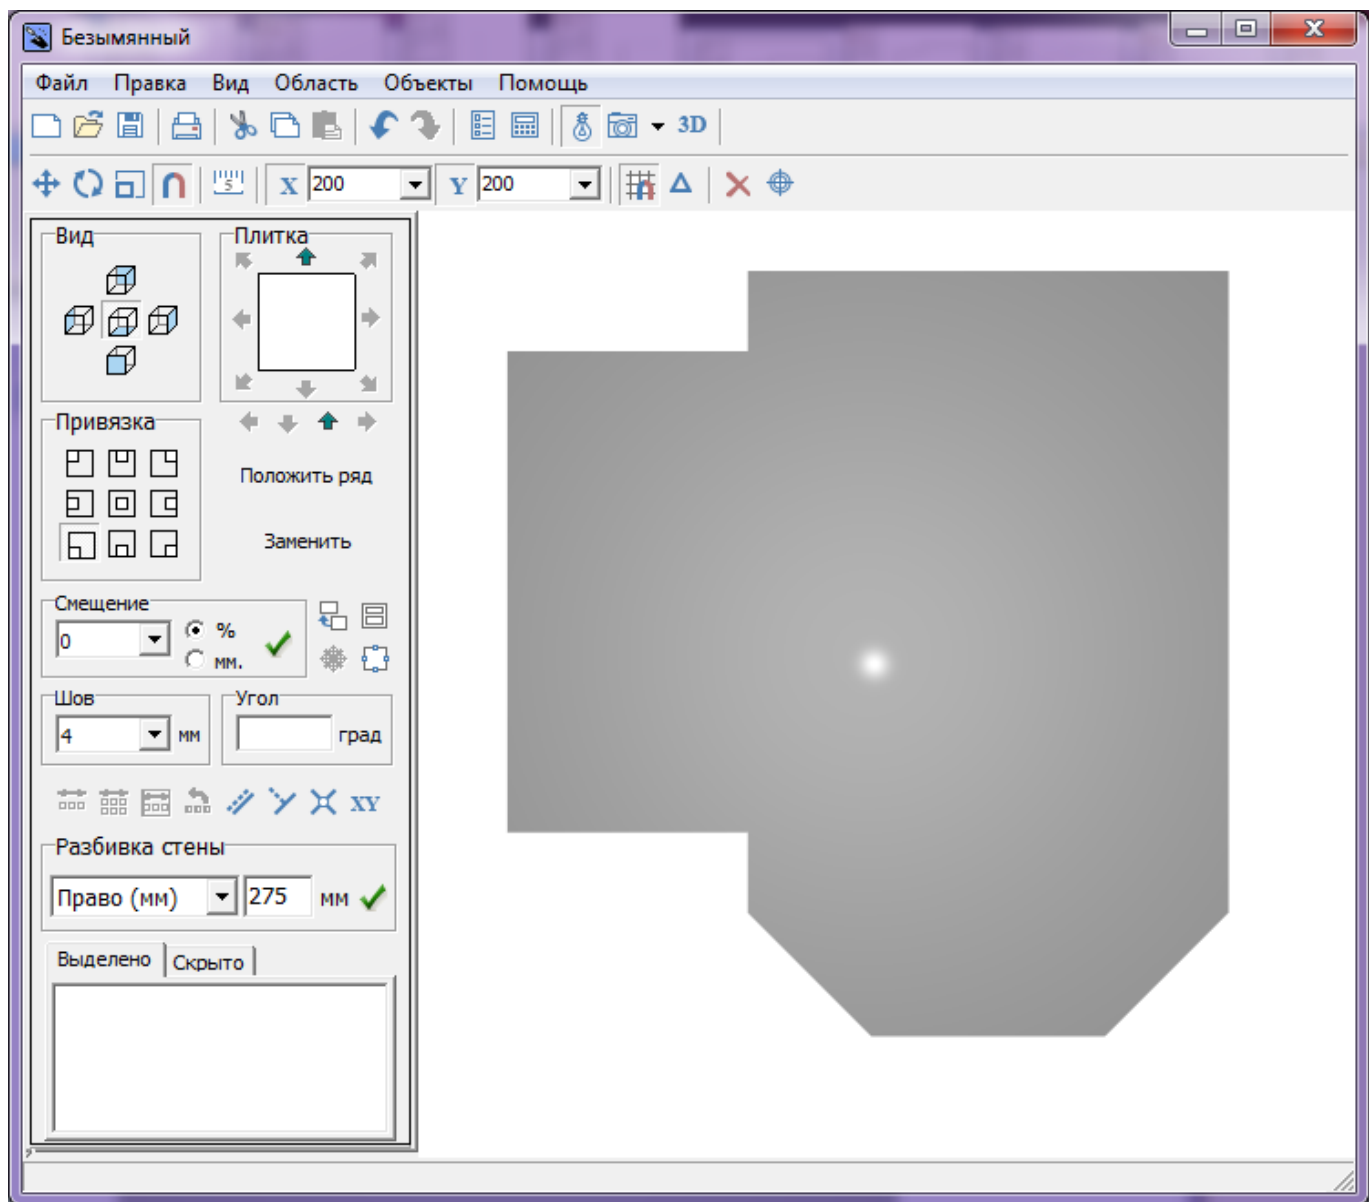 Безымянный
Файл Правка Вид Область Объекты Помощь
3D
5 X 200 Y 200
Вид Плитка
Привязка
Положить ряд
Заменить
Смещение
0 %
мм.
Шов Угол
4 мм град
XY
Разбивка стены
Право (мм) 275 мм
Выделено Скрыто